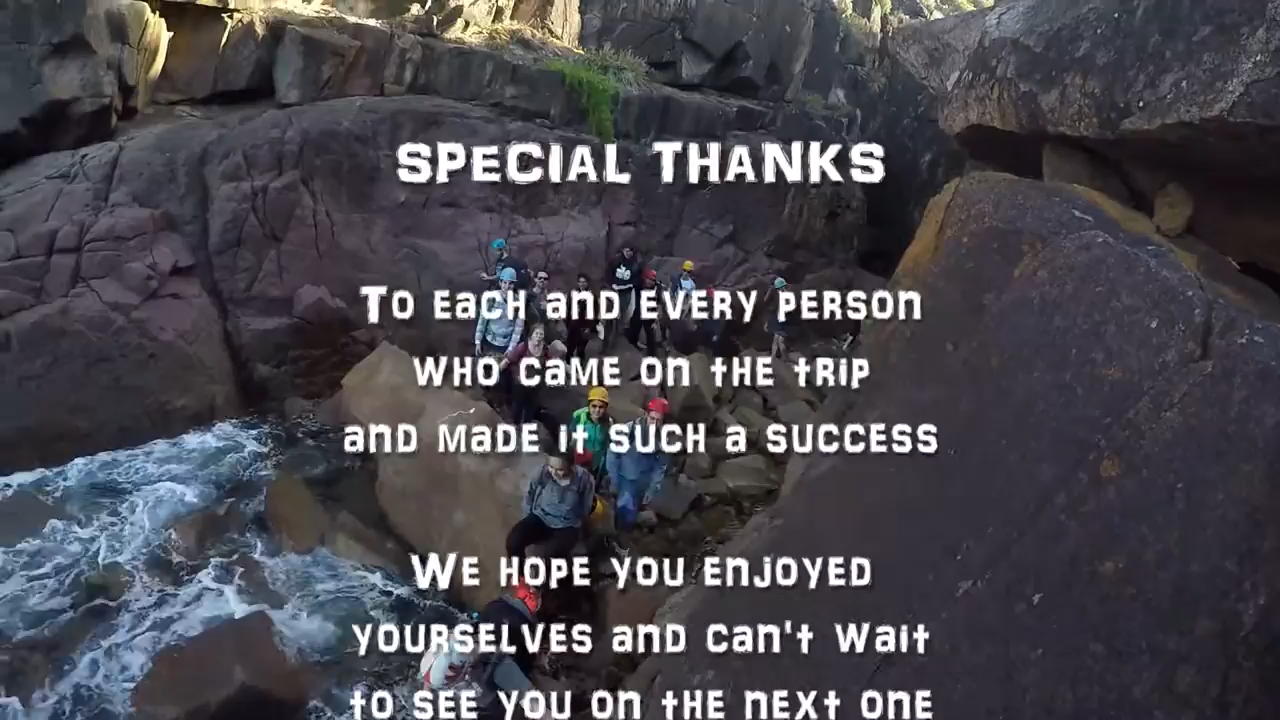 SPECIAL THANKS
To each and every person
who came on the trip
and made it such a success
We hope you enjoyed
yourselves and can't wait
to see you on the next one